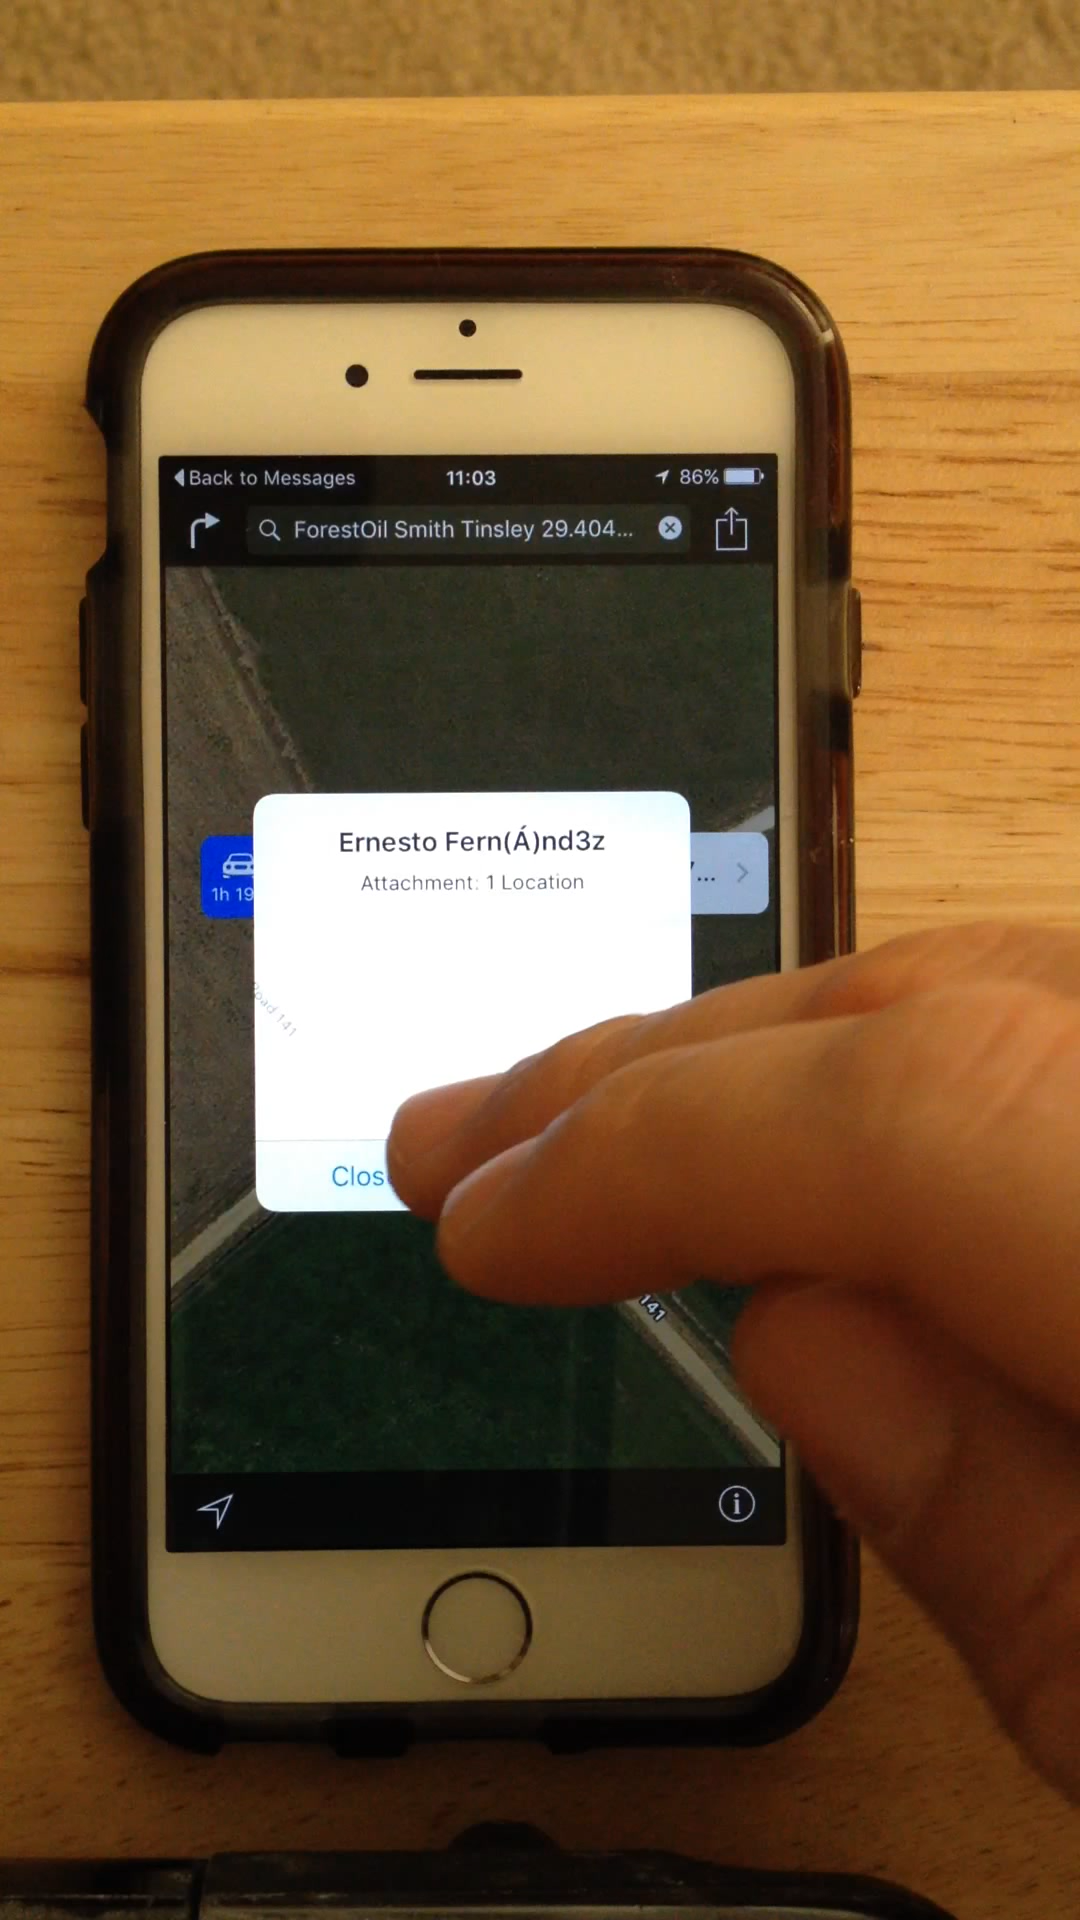 Back to Messages 11:03 86%
ForestOil Smith Tinsley 29.404...
Ernesto Fern(Á)nd3z
Attachment: 1 Location
1h 19
...
Road 141
Clos
141